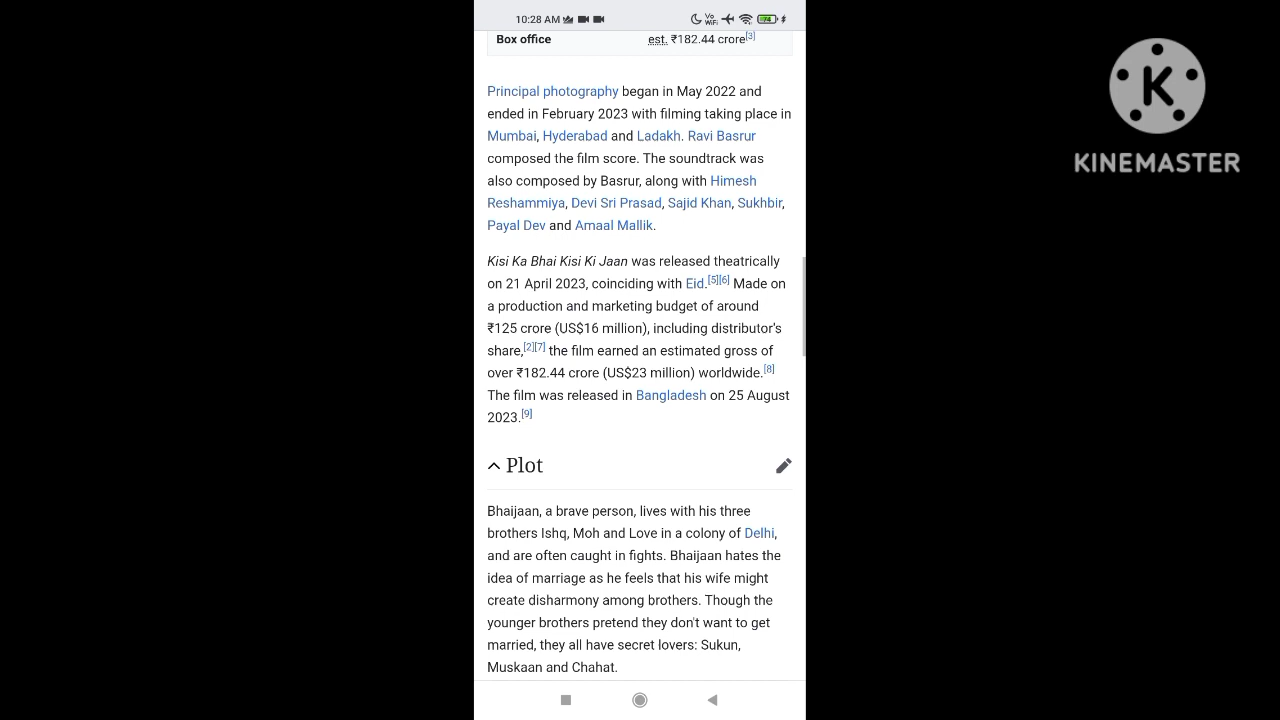 10:28 AM
Vo
WiFi
74
Box office est. ₹182.44 crore[3]
Principal photography began in May 2022 and
ended in February 2023 with filming taking place in
Mumbai, Hyderabad and Ladakh. Ravi Basrur
composed the film score. The soundtrack was
also composed by Basrur, along with Himesh
Reshammiya, Devi Sri Prasad, Sajid Khan, Sukhbir,
Payal Dev and Amaal Mallik.
Kisi Ka Bhai Kisi Ki Jaan was released theatrically
on 21 April 2023, coinciding with Eid.[5][6] Made on
a production and marketing budget of around
₹125 crore (US$16 million), including distributor's
share,[2][7] the film earned an estimated gross of
over ₹182.44 crore (US$23 million) worldwide.[8]
The film was released in Bangladesh on 25 August
2023.[9]
Plot
Bhaijaan, a brave person, lives with his three
brothers Ishq, Moh and Love in a colony of Delhi,
and are often caught in fights. Bhaijaan hates the
idea of marriage as he feels that his wife might
create disharmony among brothers. Though the
younger brothers pretend they don't want to get
married, they all have secret lovers: Sukun,
Muskaan and Chahat.
K
KINEMASTER